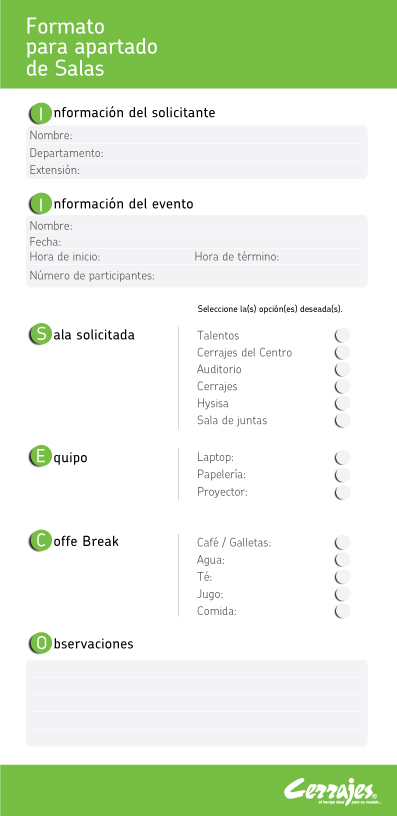 Formato
para apartado
de Salas
Información del solicitante
Nombre:
Departamento:
Extensión:
Información del evento
Nombre:
Fecha:
Hora de inicio: Hora de término:
Número de participantes:
Seleccione la(s) opción(es) deseada(s).
Sala solicitada
Talentos
Cerrajes del Centro
Auditorio
Cerrajes
Hysisa
Sala de juntas
Equipo
Laptop:
Papelería:
Proyector:
Coffe Break
Café / Galletas:
Agua:
Té:
Jugo:
Comida:
Observaciones
Cerrajes®